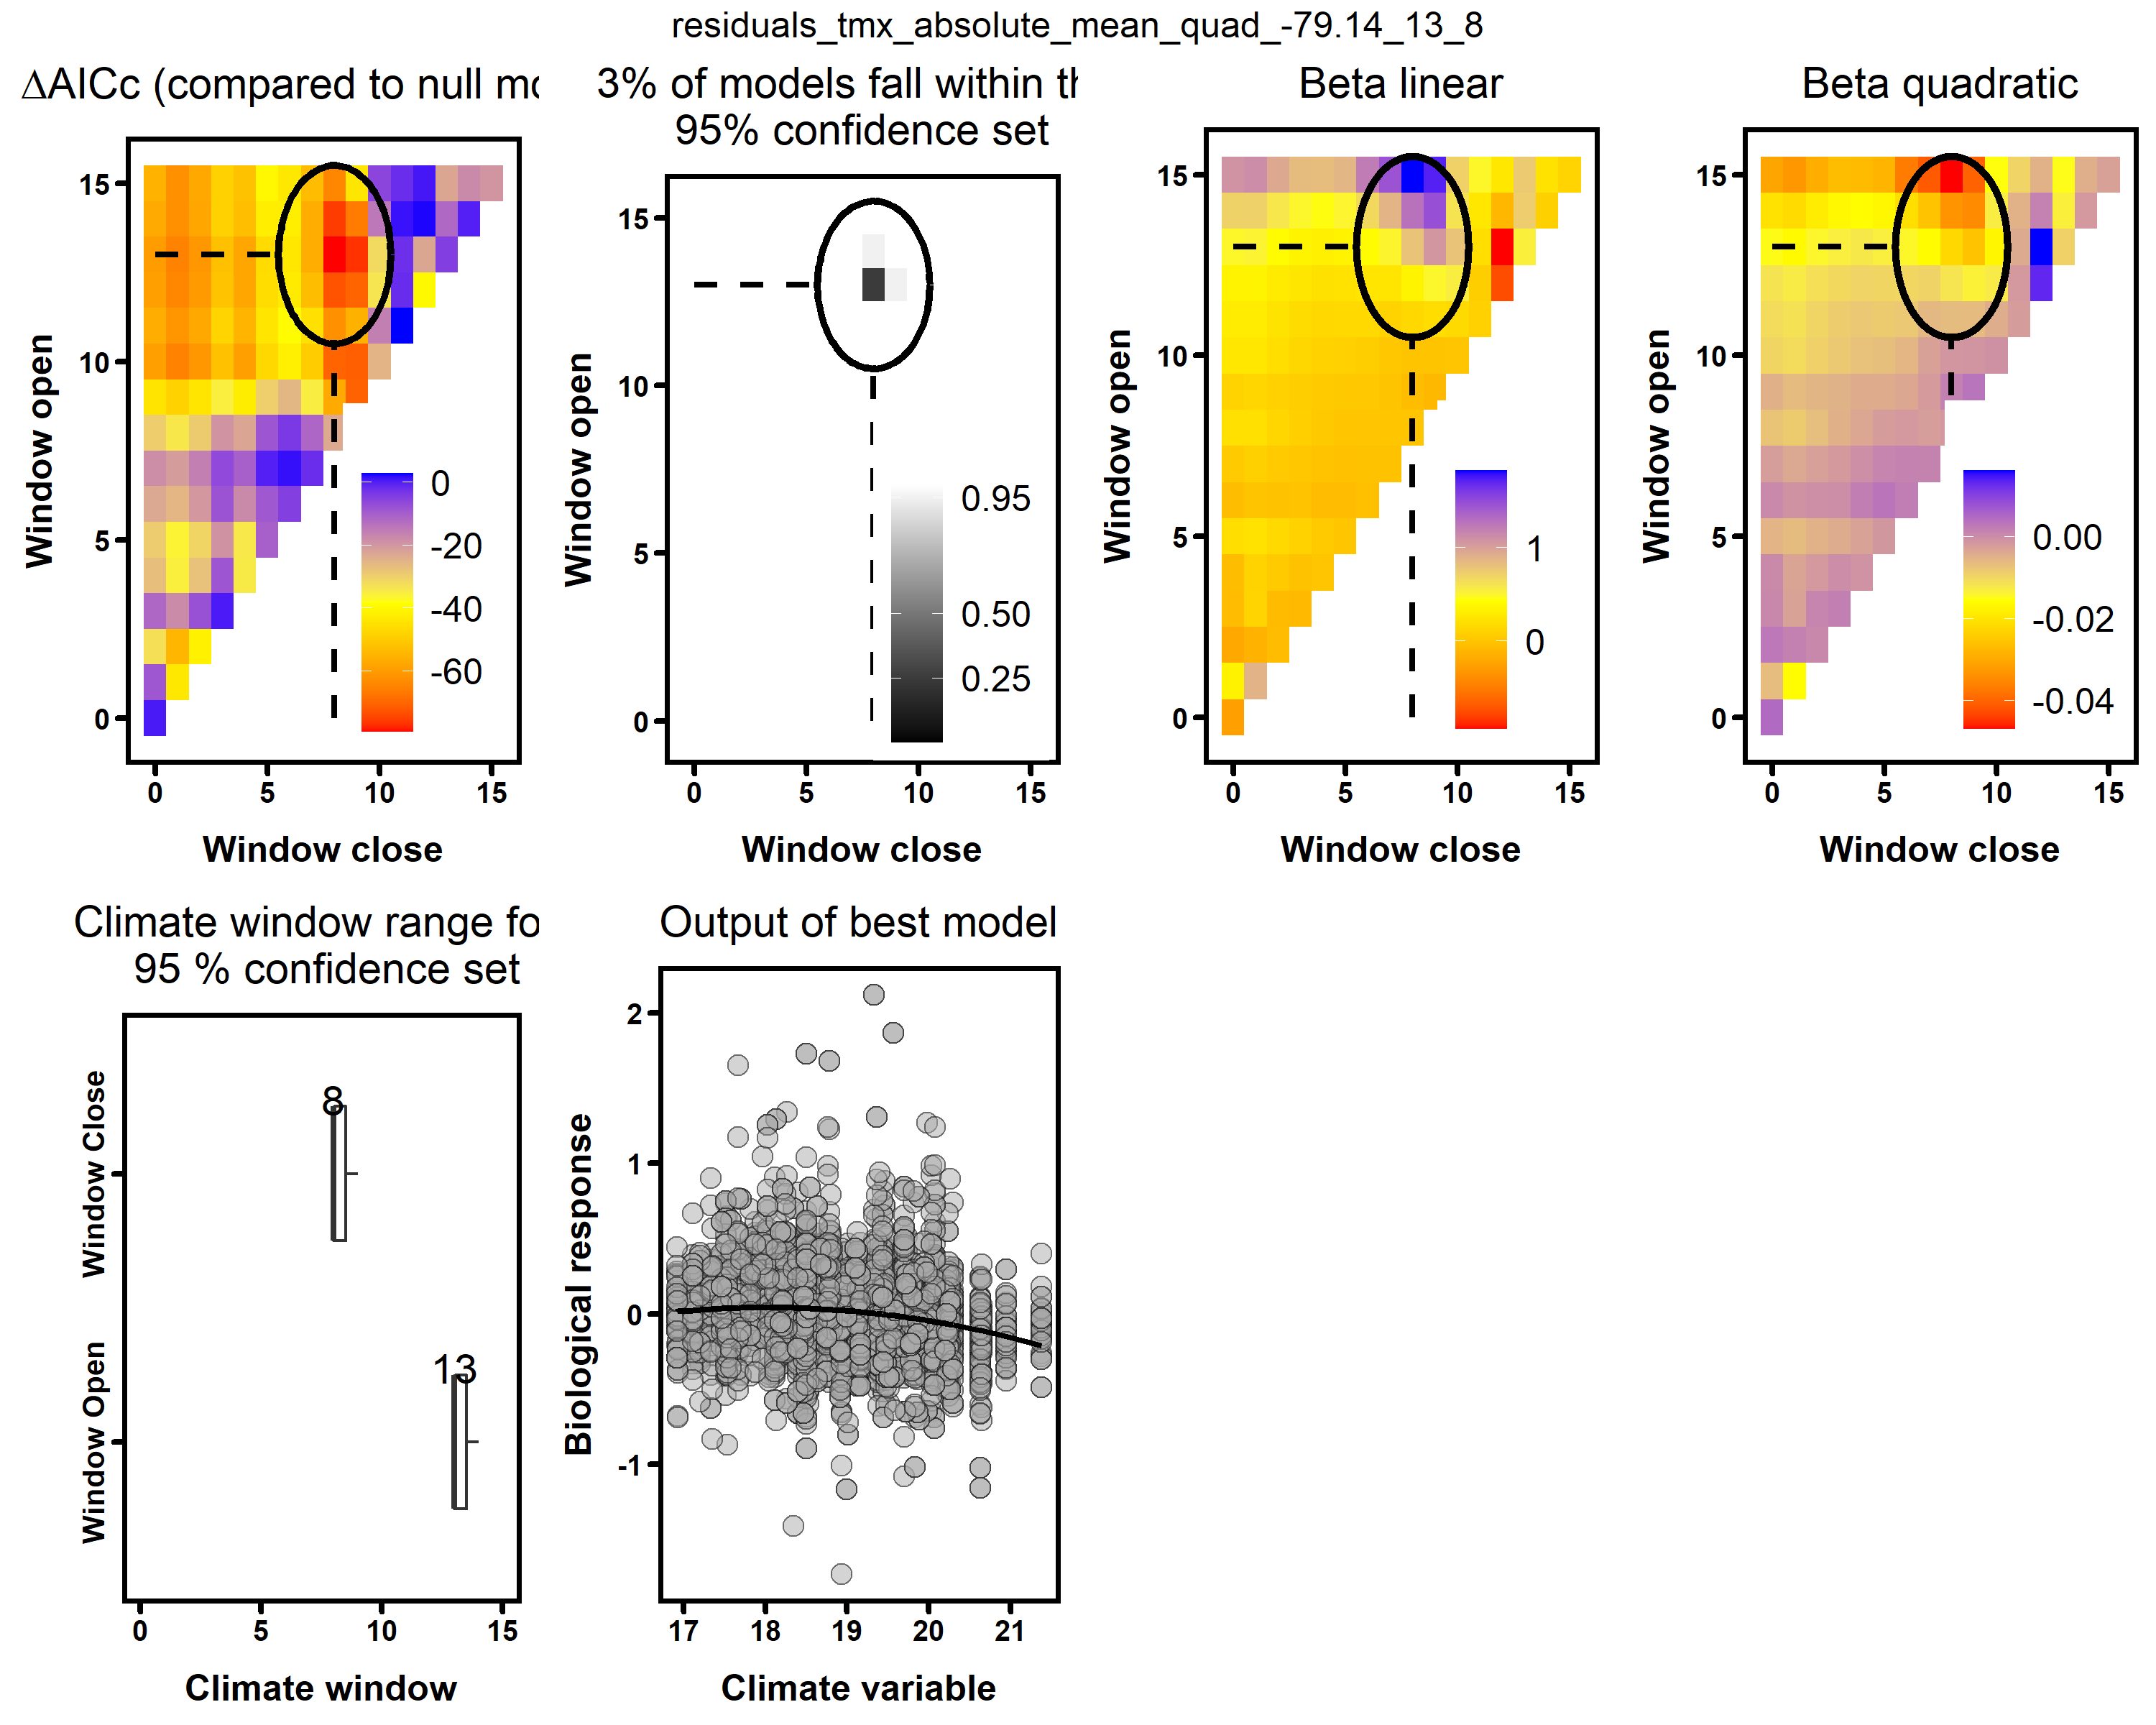 residuals_tmx_absolute_mean_quad_-79.14_13_8
ΔAICc (compared to null mo
15
10
5
0
0
5
10
15
Window open
Window close
0
-20
-40
-60
3% of models fall within th
95% confidence set
15
10
5
0
0
5
10
15
Window open
Window close
0.95
0.50
0.25
Beta linear
15
10
5
0
0
5
10
15
Window open
Window close
1
0
Beta quadratic
15
10
5
0
0
5
10
15
Window open
Window close
0.00
-0.02
-0.04
Climate window range fo
95 % confidence set
Window Close
Window Open
8
13
0
5
10
15
Climate window
Output of best model
2
1
0
-1
17
18
19
20
21
Biological response
Climate variable